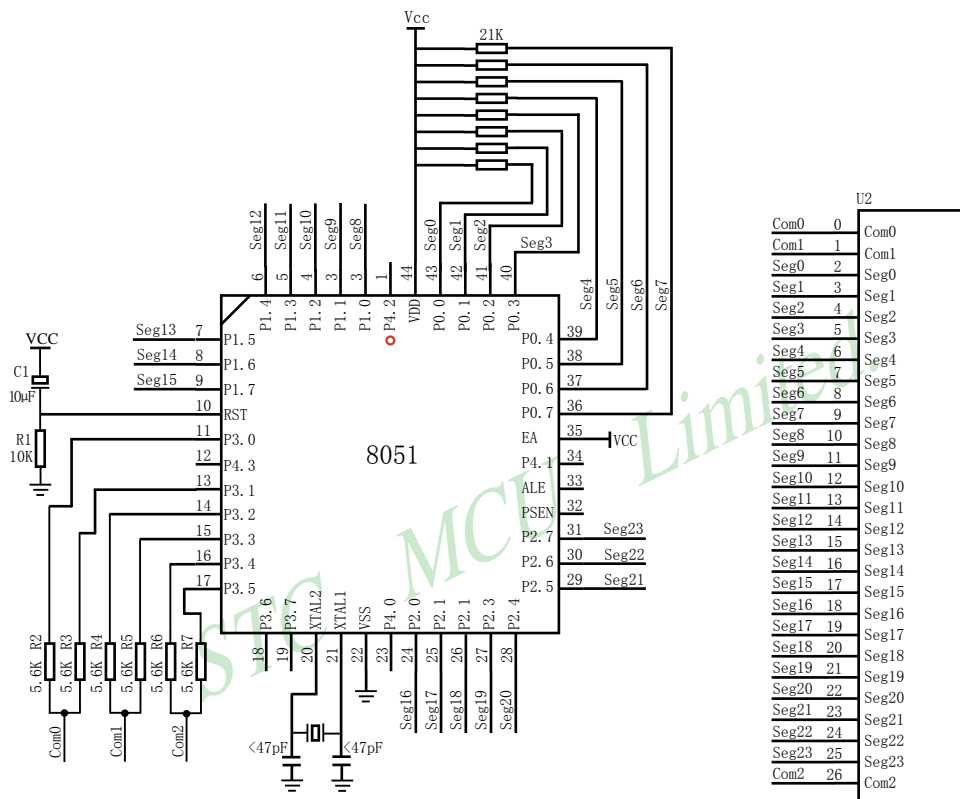 Vcc
21K
Seg12
Seg11
Seg10
Seg9
Seg8
Seg0
Seg1
Seg2
Seg3
Seg4
Seg5
Seg6
Seg7
6
5
4
3
3
1
44
43
42
41
40
P1.4
P1.3
P1.2
P1.1
P1.0
P4.2
VDD
P0.0
P0.1
P0.2
P0.3
Seg13 7 P1.5
Seg14 8 P1.6
Seg15 9 P1.7
10 RST
11 P3.0
12 P4.3
13 P3.1
14 P3.2
15 P3.3
16 P3.4
17 P3.5
VCC
C1
10μF
R1
10K
8051
P0.4 39
P0.5 38
P0.6 37
P0.7 36
EA 35 VCC
P4.1 34
ALE 33
PSEN 32
P2.7 31 Seg23
P2.6 30 Seg22
P2.5 29 Seg21
P3.6
P3.7
XTAL2
XTAL1
VSS
P4.0
P2.0
P2.1
P2.1
P2.3
P2.4
18
19
20
21
22
23
24
25
26
27
28
Seg16
Seg17
Seg18
Seg19
Seg20
5.6K R2
5.6K R3
5.6K R4
5.6K R5
5.6K R6
5.6K R7
Com0
Com1
Com2
<47pF
<47pF
STC MCU Limited.
U2
Com0 0 Com0
Com1 1 Com1
Seg0 2 Seg0
Seg1 3 Seg1
Seg2 4 Seg2
Seg3 5 Seg3
Seg4 6 Seg4
Seg5 7 Seg5
Seg6 8 Seg6
Seg7 9 Seg7
Seg8 10 Seg8
Seg9 11 Seg9
Seg10 12 Seg10
Seg11 13 Seg11
Seg12 14 Seg12
Seg13 15 Seg13
Seg14 16 Seg14
Seg15 17 Seg15
Seg16 18 Seg16
Seg17 19 Seg17
Seg18 20 Seg18
Seg19 21 Seg19
Seg20 22 Seg20
Seg21 23 Seg21
Seg22 24 Seg22
Seg23 25 Seg23
Com2 26 Com2